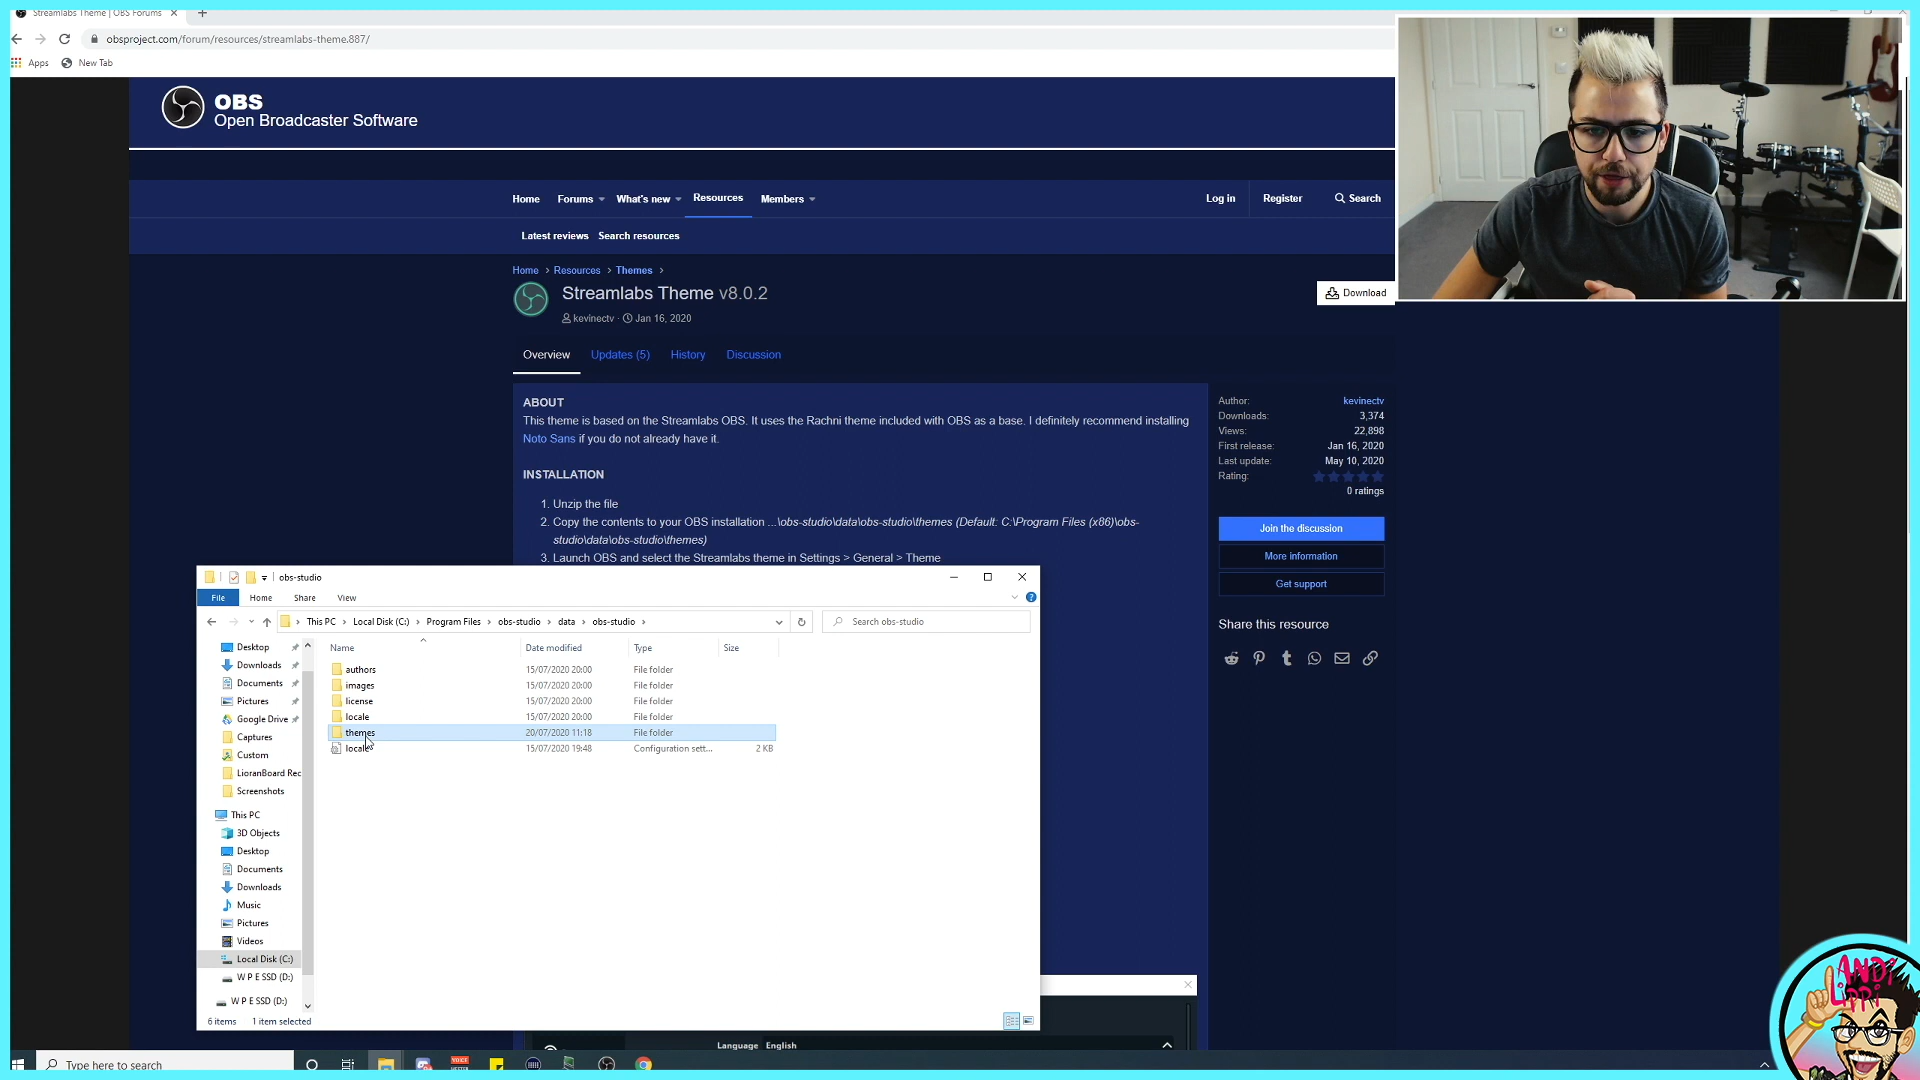 Streamlabs Theme | OBS Forums
obsproject.com/forum/resources/streamlabs-theme.887/
Apps New Tab
OBS
Open Broadcaster Software
Home Forums What's new Resources Members Log in Register Search
Latest reviews Search resources
Home > Resources > Themes >
Streamlabs Theme v8.0.2
Download
kevinectv · Jan 16, 2020
Overview Updates (5) History Discussion
ABOUT
This theme is based on the Streamlabs OBS. It uses the Rachni theme included with OBS as a base. I definitely recommend installing
Noto Sans if you do not already have it.
INSTALLATION
1. Unzip the file
2. Copy the contents to your OBS installation ...\obs-studio\data\obs-studio\themes (Default: C:\Program Files (x86)\obs-
studio\data\obs-studio\themes)
3. Launch OBS and select the Streamlabs theme in Settings > General > Theme
Author: kevinectv
Downloads: 3,374
Views: 22,898
First release: Jan 16, 2020
Last update: May 10, 2020
Rating:
0 ratings
Join the discussion
More information
Get support
Share this resource
obs-studio
File Home Share View
This PC > Local Disk (C:) > Program Files > obs-studio > data > obs-studio >
Search obs-studio
Name Date modified Type Size
authors 15/07/2020 20:00 File folder
images 15/07/2020 20:00 File folder
license 15/07/2020 20:00 File folder
locale 15/07/2020 20:00 File folder
themes 20/07/2020 11:18 File folder
locale 15/07/2020 19:48 Configuration sett... 2 KB
Desktop
Downloads
Documents
Pictures
Google Drive
Captures
Custom
LioranBoard Rec
Screenshots
This PC
3D Objects
Desktop
Documents
Downloads
Music
Pictures
Videos
Local Disk (C:)
W P E SSD (D:)
W P E SSD (D:)
6 items 1 item selected
Language English
Type here to search
VOICE
ANDI
LIPPI